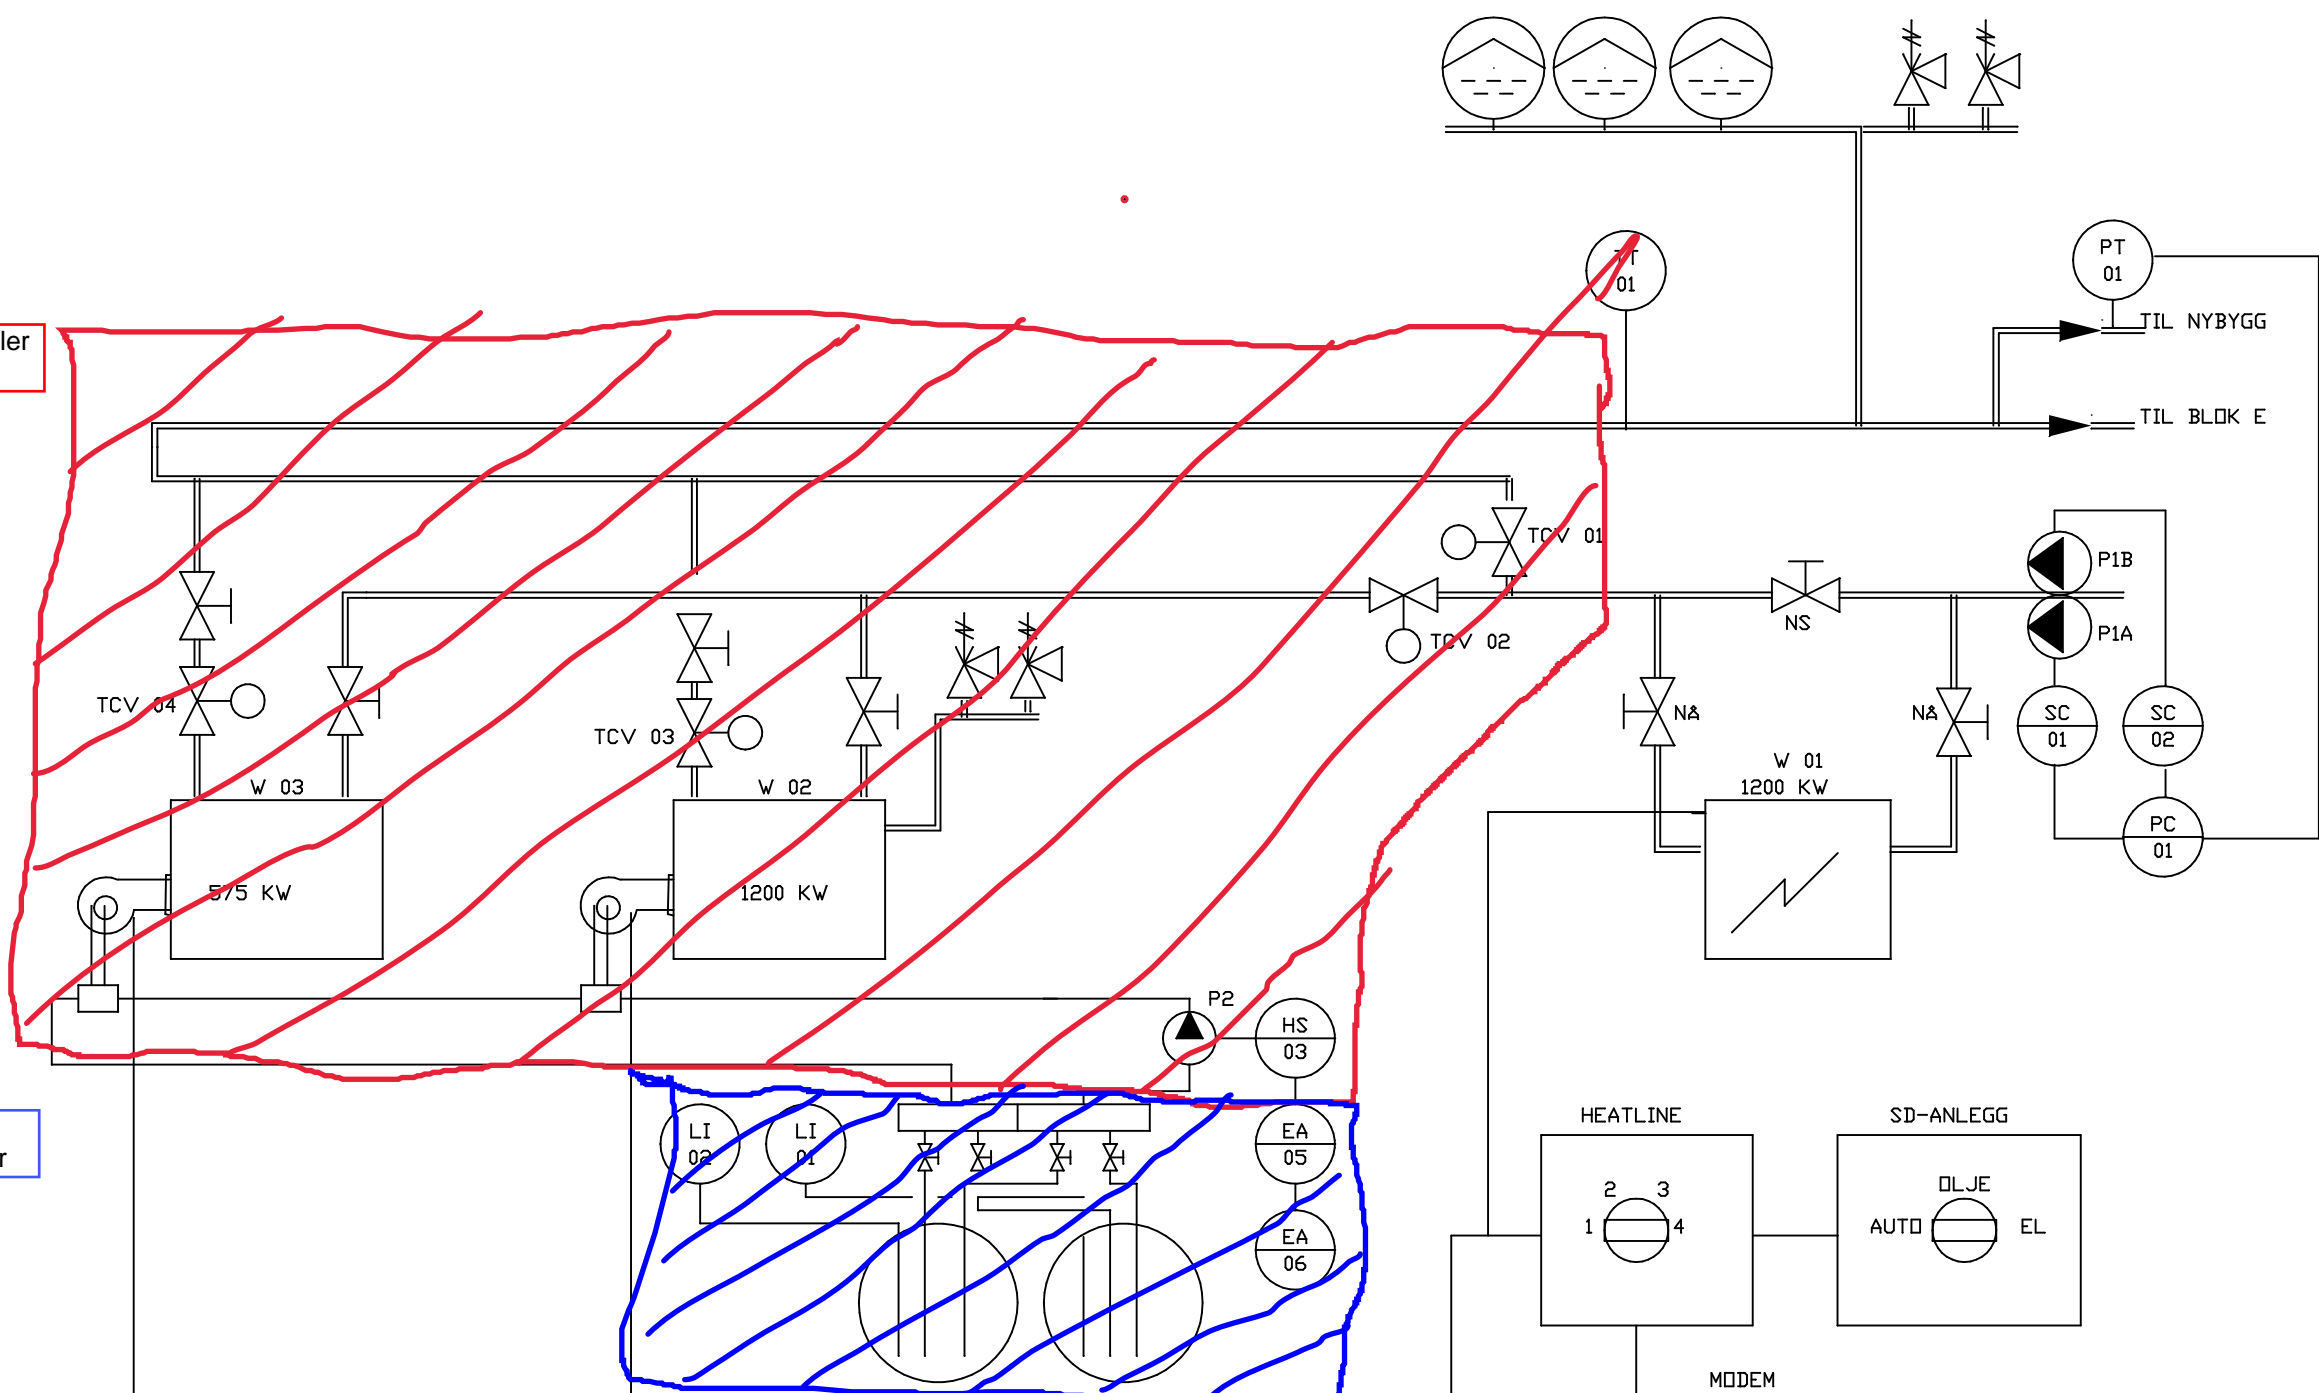 PT
01
TT
01
TIL NYBYGG
ler
TIL BLOK E
TCV 01
P1B
NS
P1A
TCV 02
TCV 04
TCV 03
NÅ
NÅ
SC
01
SC
02
W 03
W 02
W 01
1200 KW
PC
01
575 KW
1200 KW
P2
HS
03
HEATLINE
SD-ANLEGG
LI
02
LI
01
EA
05
r
2 3
1 4
OLJE
AUTO EL
EA
06
MODEM